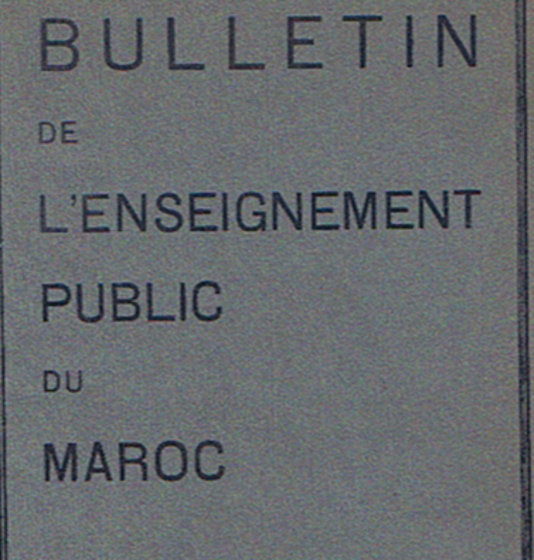 BULLETIN
DE
L'ENSEIGNEMENT
PUBLIC
DU
MAROC